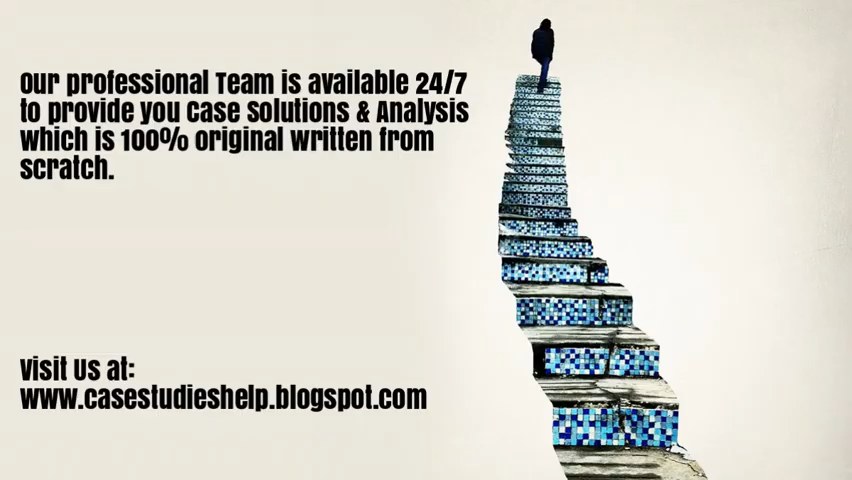 Our professional Team is available 24/7
to provide you Case Solutions & Analysis
which is 100% original written from
scratch.
Visit Us at:
www.casestudieshelp.blogspot.com